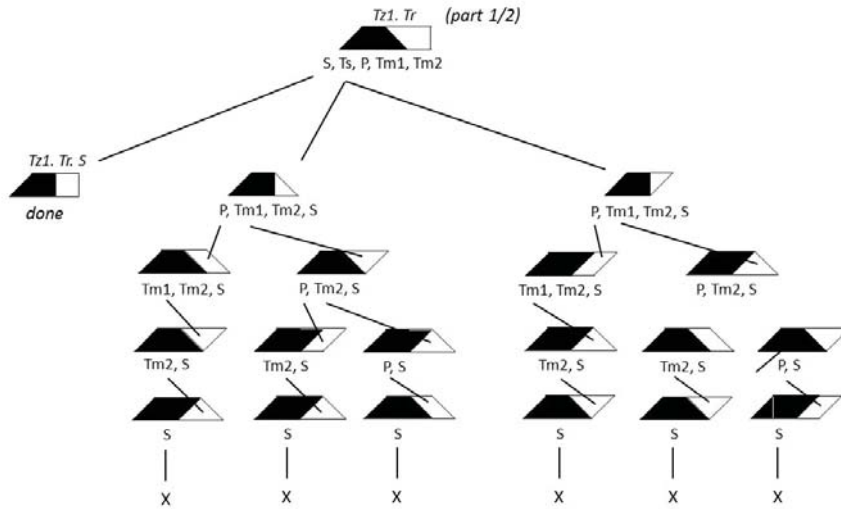 Tz1. Tr (part 1/2)
S, Ts, P, Tm1, Tm2
Tz1. Tr. S
done
P, Tm1, Tm2, S
P, Tm1, Tm2, S
Tm1, Tm2, S
P, Tm2, S
Tm1, Tm2, S
P, Tm2, S
Tm2, S
Tm2, S
P, S
Tm2, S
Tm2, S
P, S
S
S
S
S
S
S
X
X
X
X
X
X